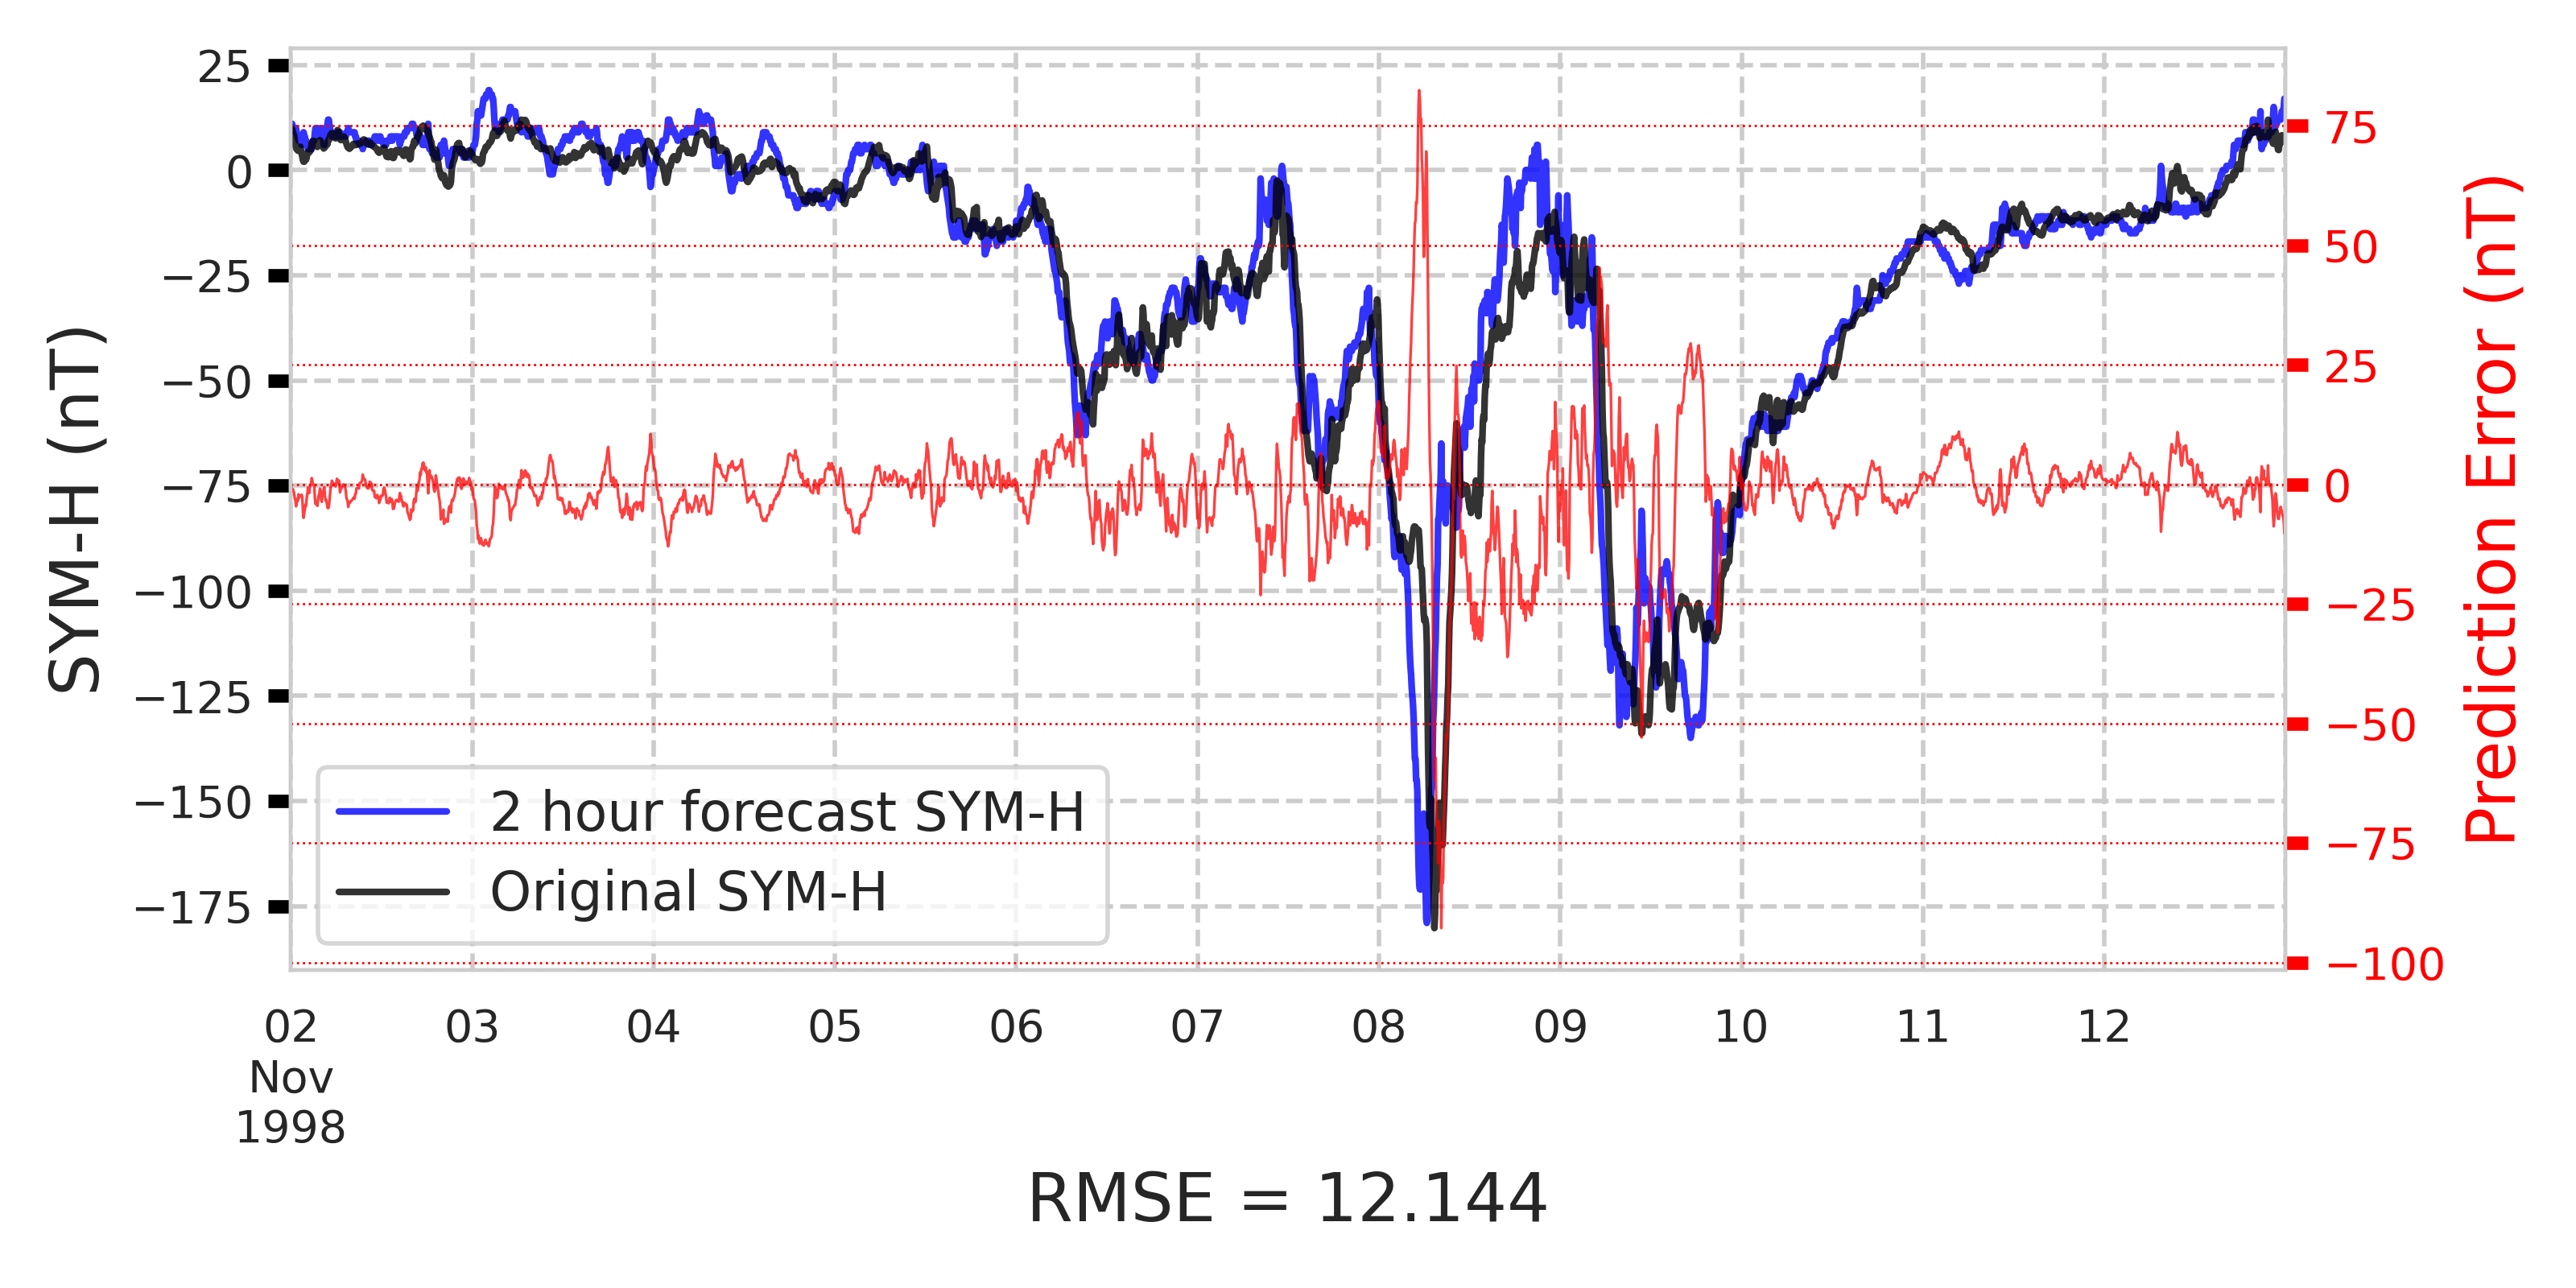 25
0
−25
−50
−75
−100
−125
−150
−175
SYM-H (nT)
75
50
25
0
−25
−50
−75
−100
Prediction Error (nT)
2 hour forecast SYM-H
Original SYM-H
02 03 04 05 06 07 08 09 10 11 12
Nov
1998
RMSE = 12.144